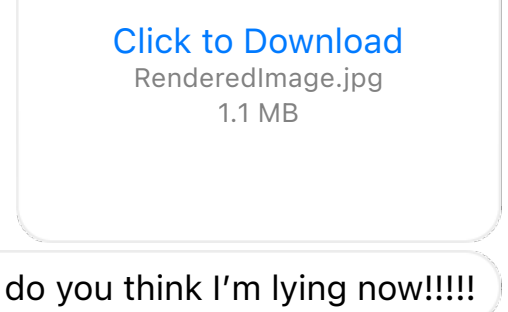 Click to Download
RenderedImage.jpg
1.1 MB
do you think I’m lying now!!!!!